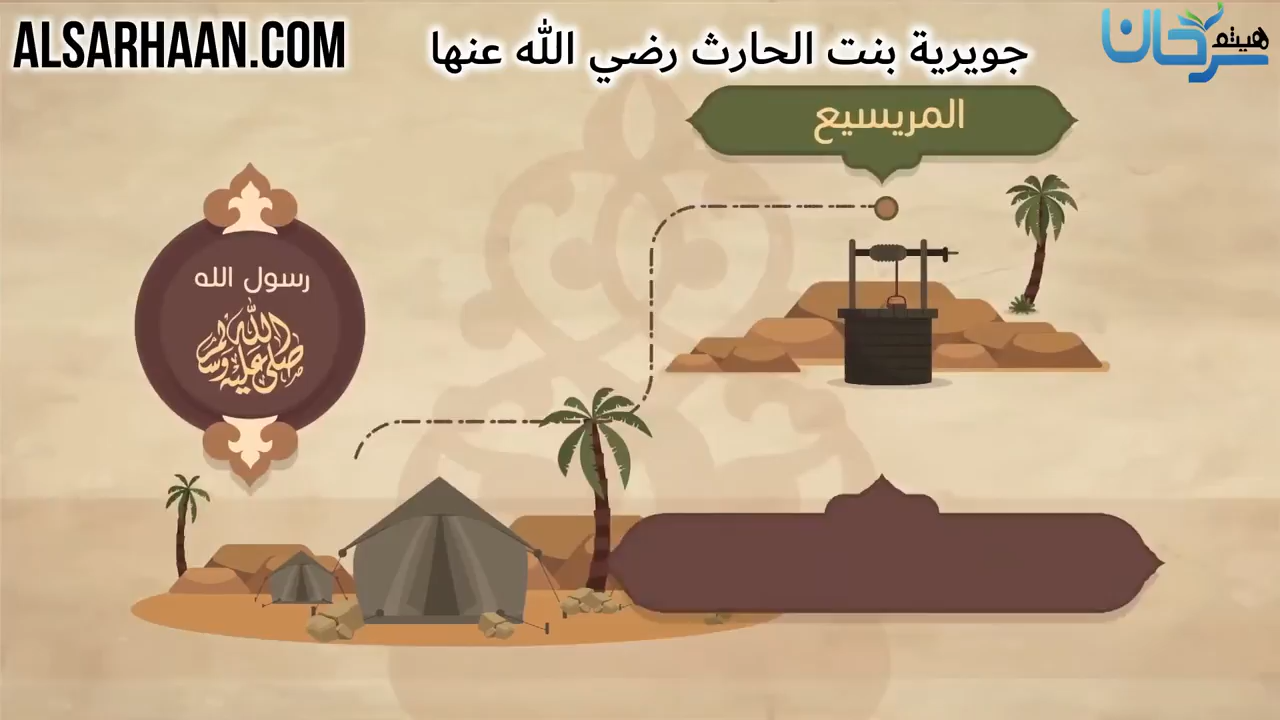 ALSARHAAN.COM
جويرية بنت الحارث رضي الله عنها
هيثم سرحان
المريسيع
رسول الله
صلى الله عليه وسلم